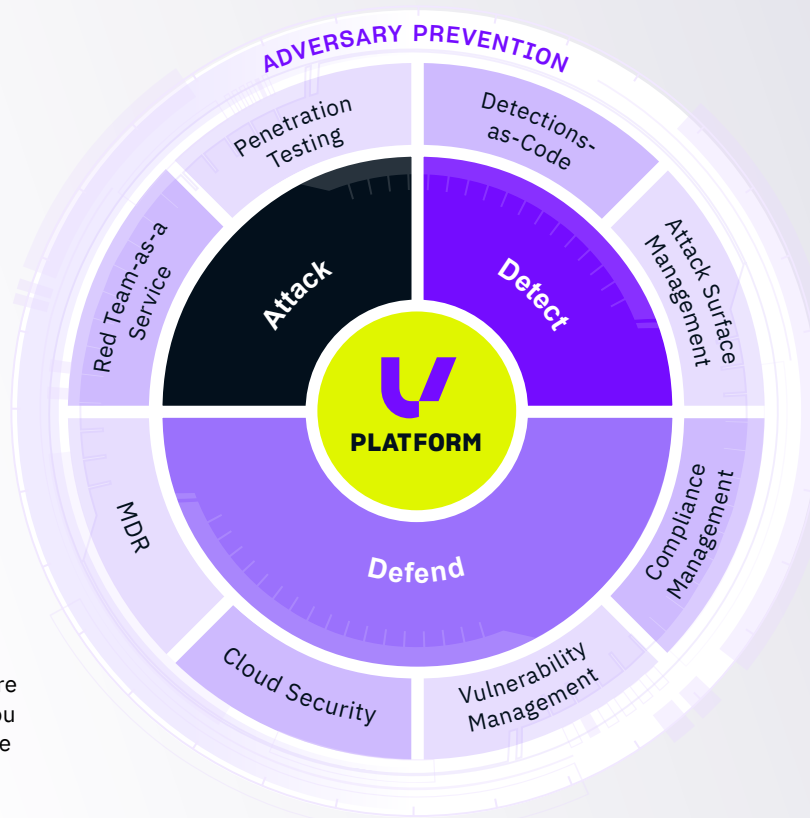 ADVERSARY PREVENTION
Penetration
Testing
Detections-
as-Code
Red Team-as-a
Service
Attack Surface
Management
Attack
Detect
PLATFORM
Defend
MDR
Compliance
Management
Cloud Security
Vulnerability
Management